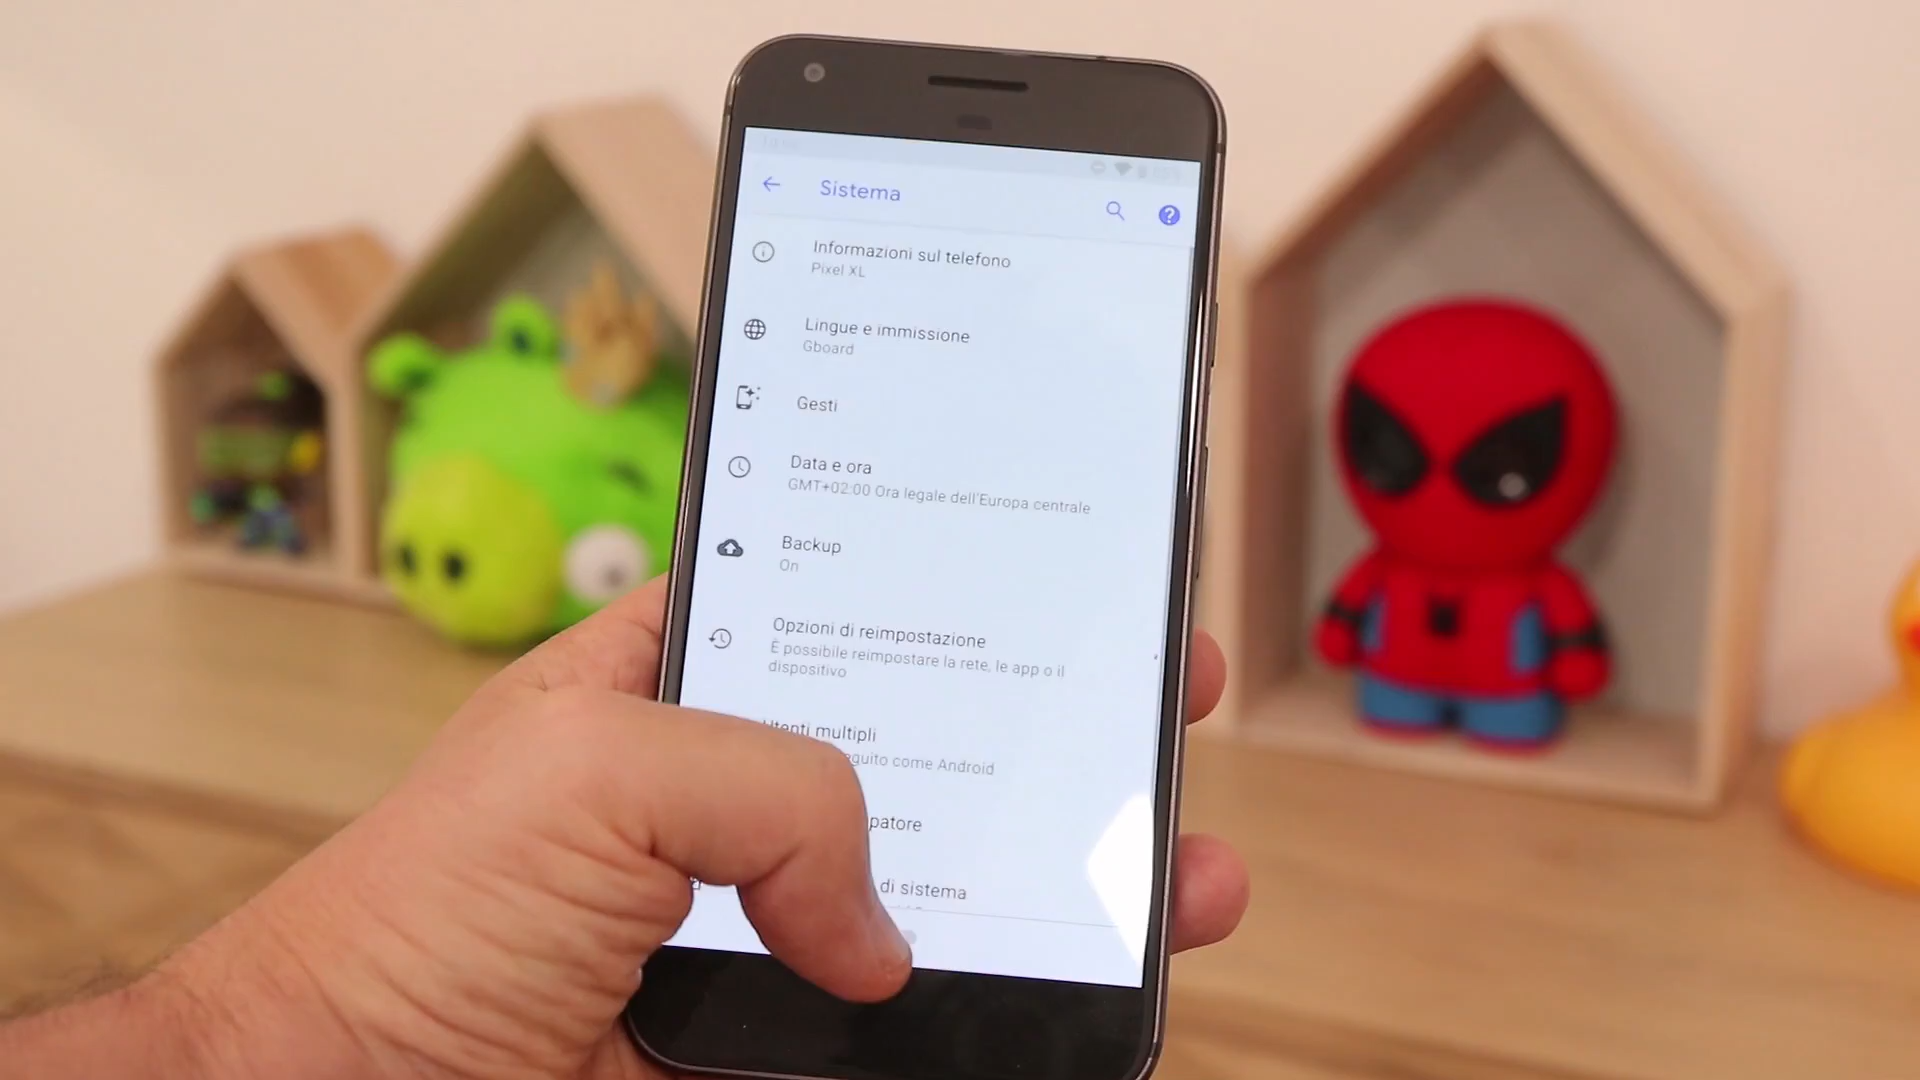 Sistema
Informazioni sul telefono
Pixel XL
Lingue e immissione
Gboard
Gesti
Data e ora
GMT+02:00 Ora legale dell'Europa centrale
Backup
On
Opzioni di reimpostazione
È possibile reimpostare la rete, le app o il
dispositivo
Utenti multipli
eguito come Android
patore
di sistema